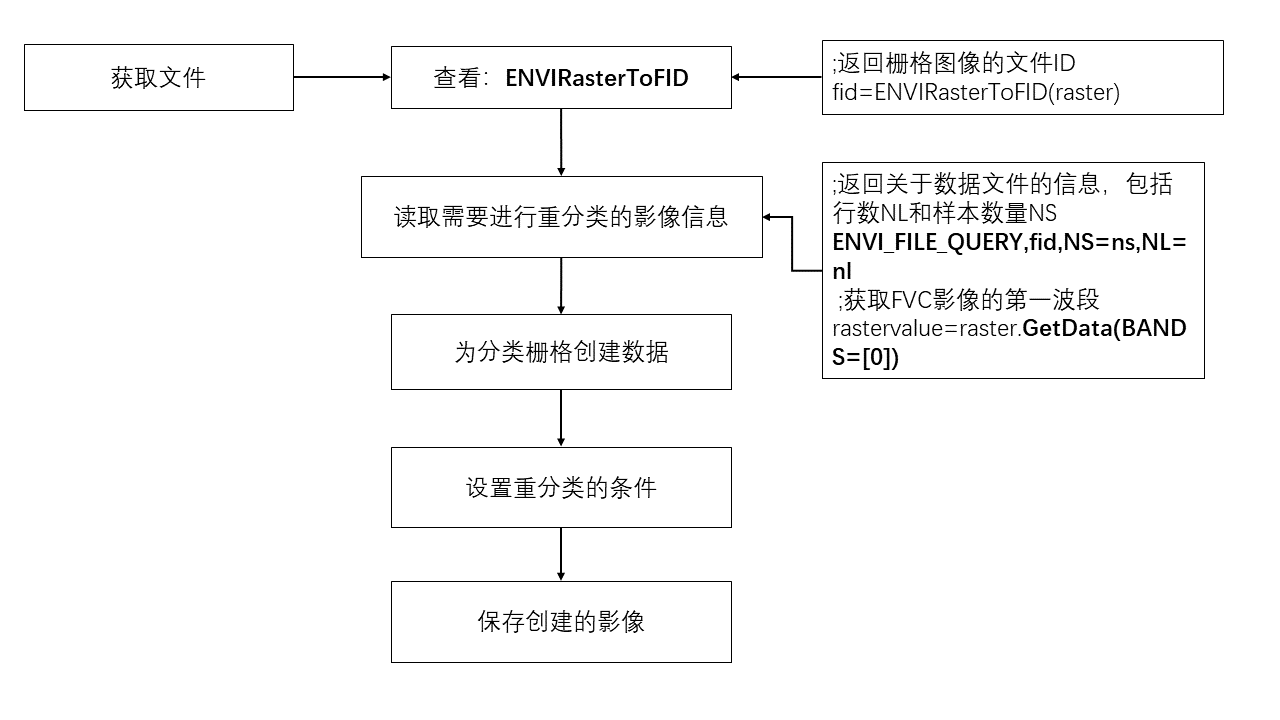 获取文件
查看：ENVIRasterToFID
;返回栅格图像的文件ID
fid=ENVIRasterToFID(raster)
读取需要进行重分类的影像信息
;返回关于数据文件的信息，包括
行数NL和样本数量NS
ENVI_FILE_QUERY,fid,NS=ns,NL=
nl
;获取FVC影像的第一波段
rastervalue=raster.GetData(BAND
S=[0])
为分类栅格创建数据
设置重分类的条件
保存创建的影像